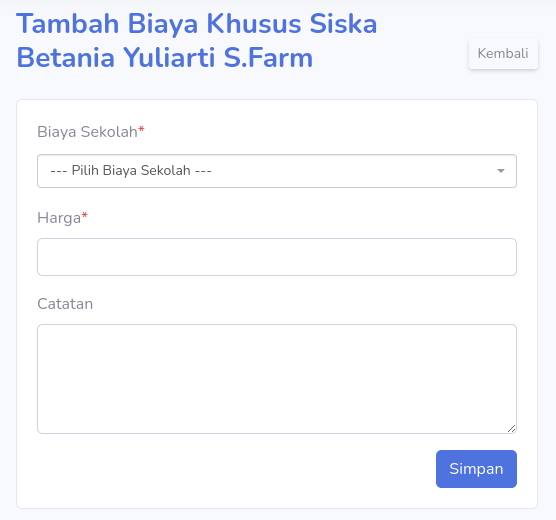 Tambah Biaya Khusus Siska
Betania Yuliarti S.Farm
Kembali
Biaya Sekolah*
--- Pilih Biaya Sekolah ---
Harga*
Catatan
Simpan